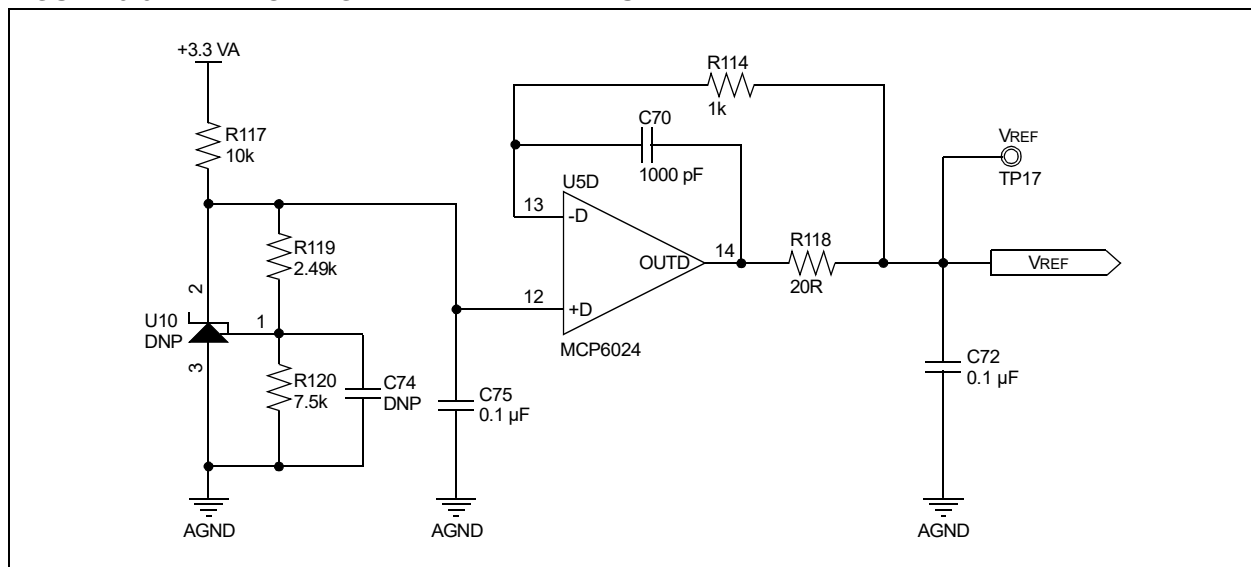 +3.3 VA
R117
10k
R119
2.49k
2
U10
DNP
1
3
R120
7.5k
C74
DNP
C75
0.1 µF
AGND
AGND
R114
1k
C70
1000 pF
U5D
13
-D
OUTD
14
12
+D
MCP6024
R118
20R
VREF
TP17
VREF
C72
0.1 µF
AGND